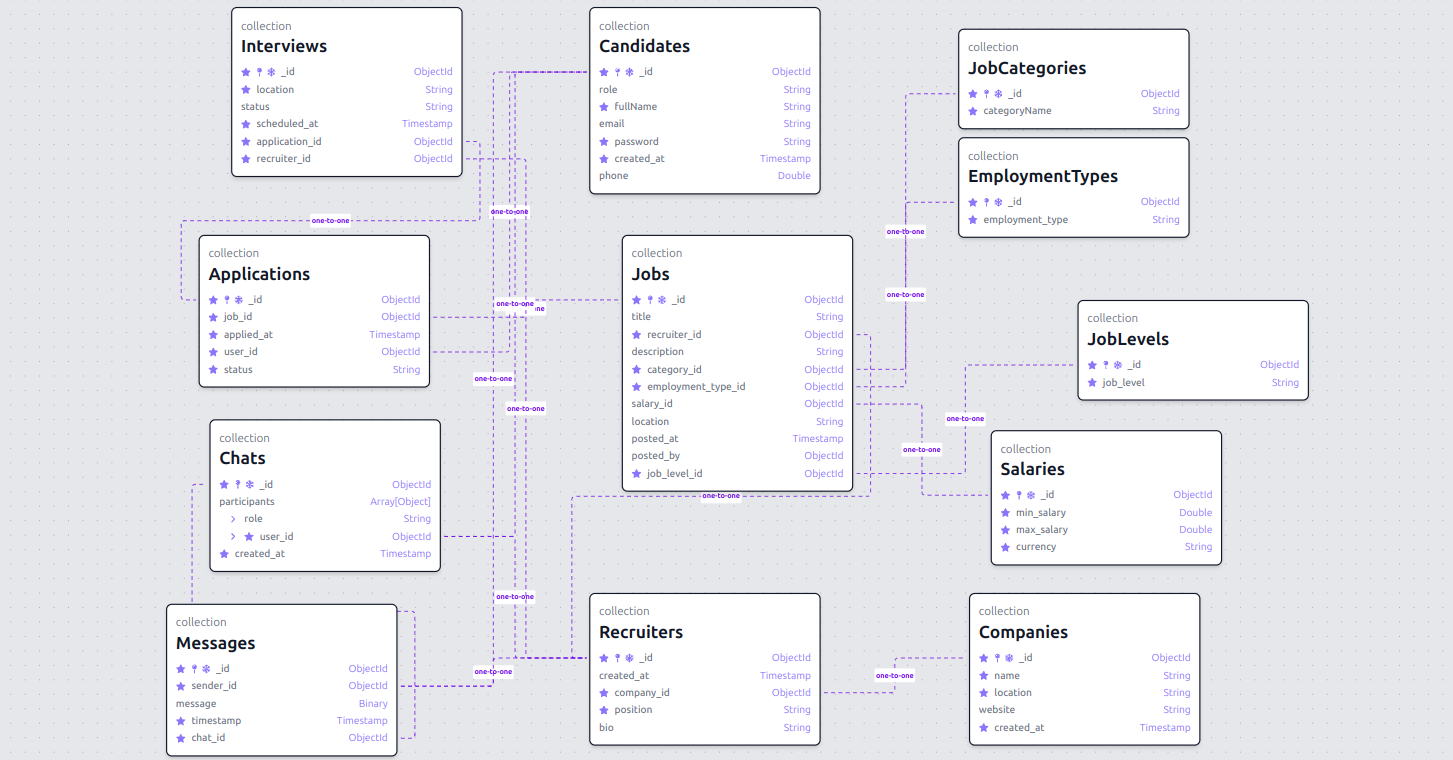 collection
Interviews
_id ObjectId
location String
status String
scheduled_at Timestamp
application_id ObjectId
recruiter_id ObjectId
collection
Candidates
_id ObjectId
role String
fullName String
email String
password String
created_at Timestamp
phone Double
collection
JobCategories
_id ObjectId
categoryName String
collection
EmploymentTypes
_id ObjectId
employment_type String
one-to-one
one-to-one
one-to-one
collection
Applications
_id ObjectId
job_id ObjectId
applied_at Timestamp
user_id ObjectId
status String
collection
Jobs
_id ObjectId
title String
recruiter_id ObjectId
description String
category_id ObjectId
employment_type_id ObjectId
salary_id ObjectId
location String
posted_at Timestamp
posted_by ObjectId
job_level_id ObjectId
one-to-one
one-to-one
ne
collection
JobLevels
_id ObjectId
job_level String
one-to-one
one-to-one
one-to-one
one-to-one
collection
Chats
_id ObjectId
participants Array[Object]
role String
user_id ObjectId
created_at Timestamp
collection
Salaries
_id ObjectId
min_salary Double
max_salary Double
currency String
one-to-one
one-to-one
collection
Messages
_id ObjectId
sender_id ObjectId
message Binary
timestamp Timestamp
chat_id ObjectId
one-to-one
collection
Recruiters
_id ObjectId
created_at Timestamp
company_id ObjectId
position String
bio String
one-to-one
collection
Companies
_id ObjectId
name String
location String
website String
created_at Timestamp